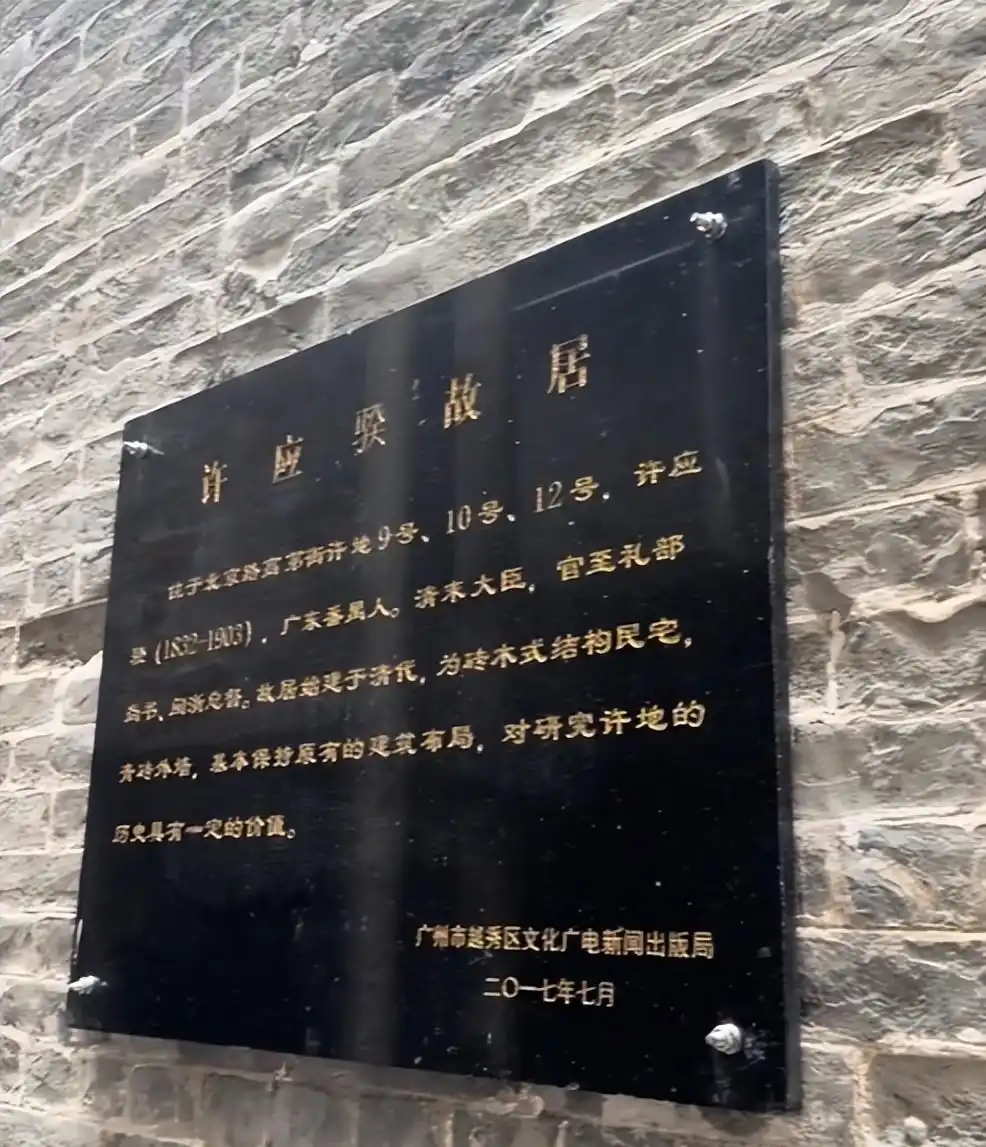 许应骙故居
位于北京路高第街许地9号、10号、12号。许应
骙(1832-1903)，广东番禺人。清末大臣，官至礼部
尚书、闽浙总督。故居始建于清代，为砖木式结构民宅，
青砖外墙，基本保持原有的建筑布局，对研究许地的
历史具有一定的价值。
广州市越秀区文化广电新闻出版局
二〇一七年七月